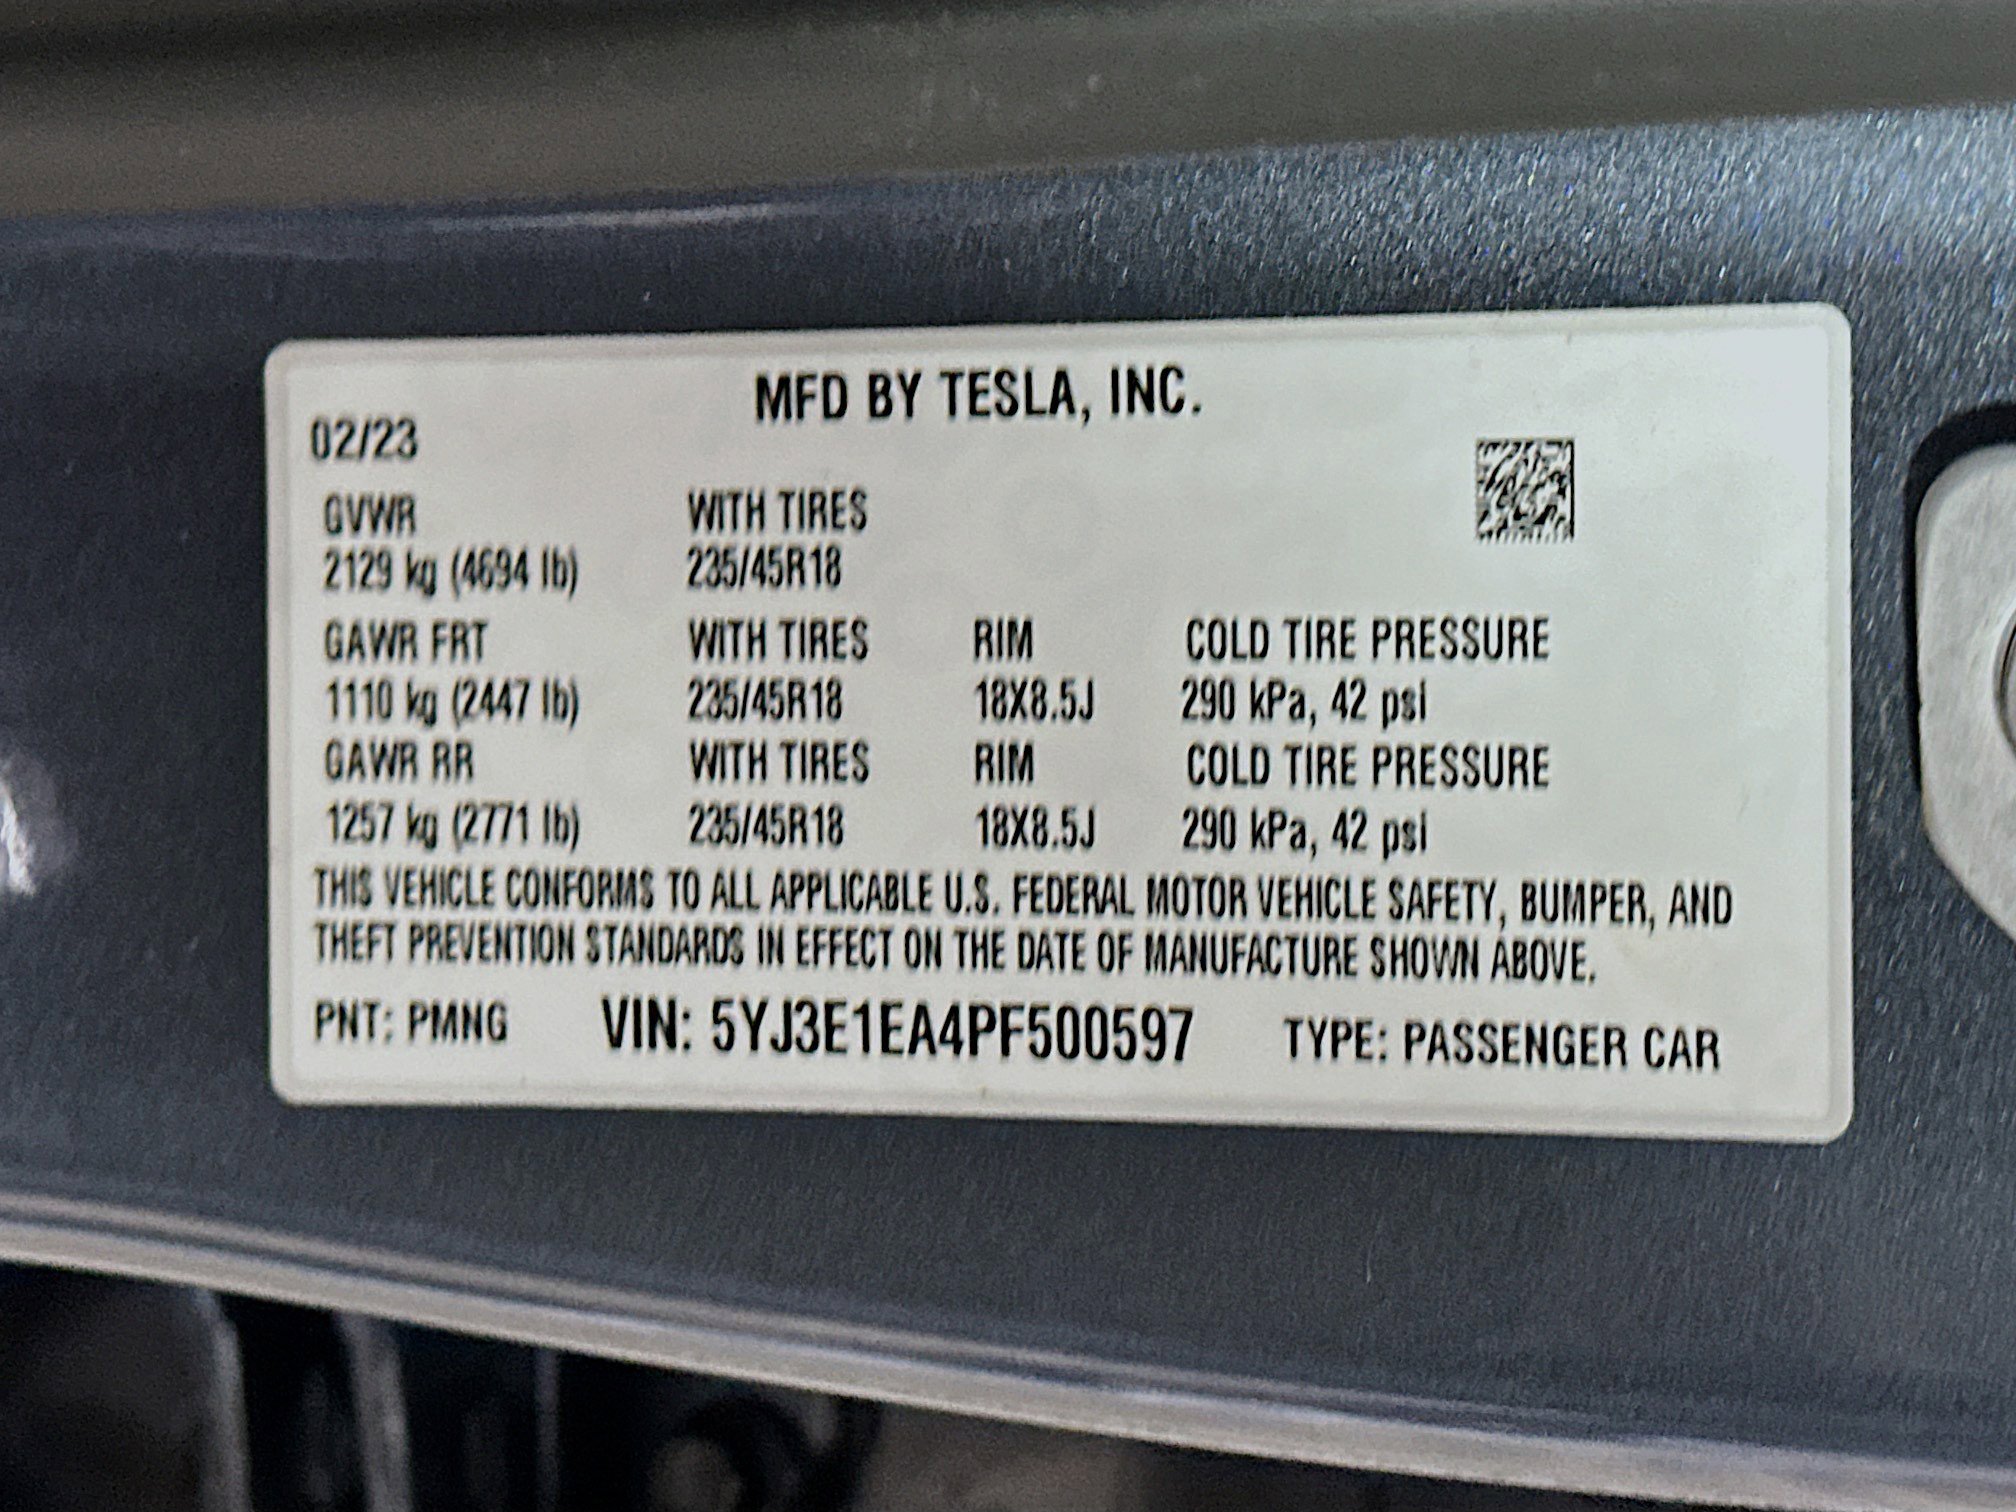 MFD BY TESLA, INC.
02/23
GVWR WITH TIRES
2129 kg (4694 lb) 235/45R18
GAWR FRT WITH TIRES RIM COLD TIRE PRESSURE
1110 kg (2447 lb) 235/45R18 18X8.5J 290 kPa, 42 psi
GAWR RR WITH TIRES RIM COLD TIRE PRESSURE
1257 kg (2771 lb) 235/45R18 18X8.5J 290 kPa, 42 psi
THIS VEHICLE CONFORMS TO ALL APPLICABLE U.S. FEDERAL MOTOR VEHICLE SAFETY, BUMPER, AND
THEFT PREVENTION STANDARDS IN EFFECT ON THE DATE OF MANUFACTURE SHOWN ABOVE.
PNT: PMNG VIN: 5YJ3E1EA4PF500597 TYPE: PASSENGER CAR